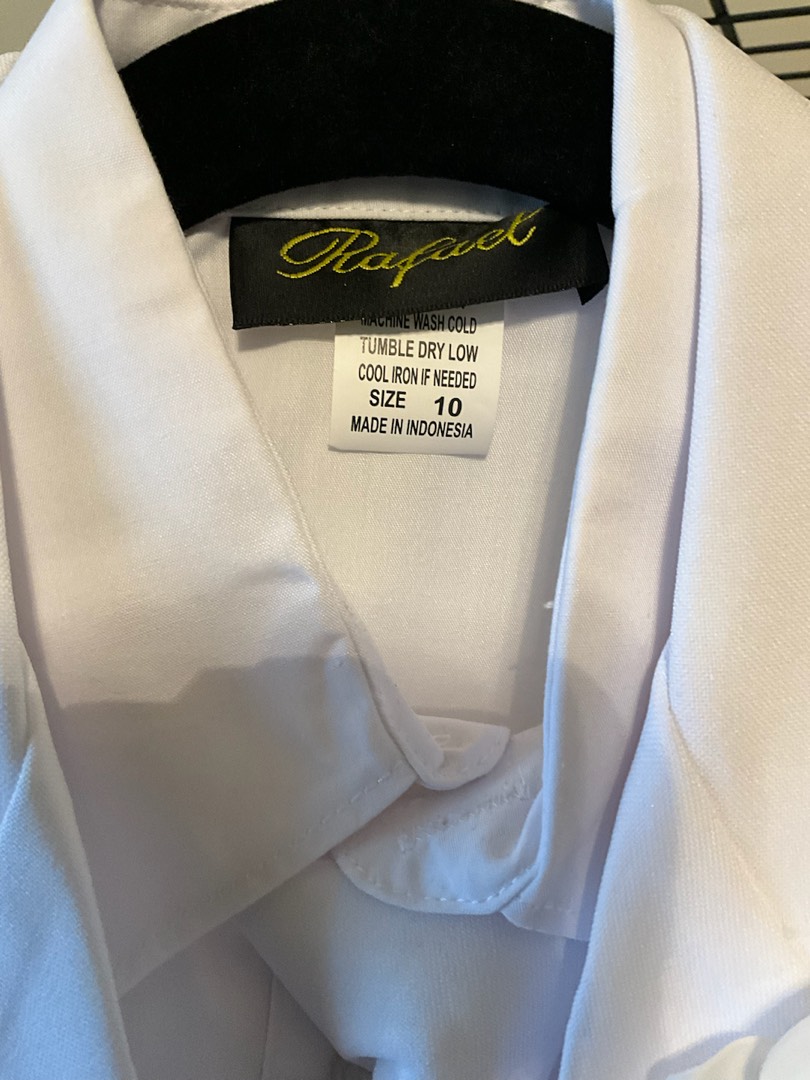 Rafael
MACHINE WASH COLD
TUMBLE DRY LOW
COOL IRON IF NEEDED
SIZE 10
MADE IN INDONESIA